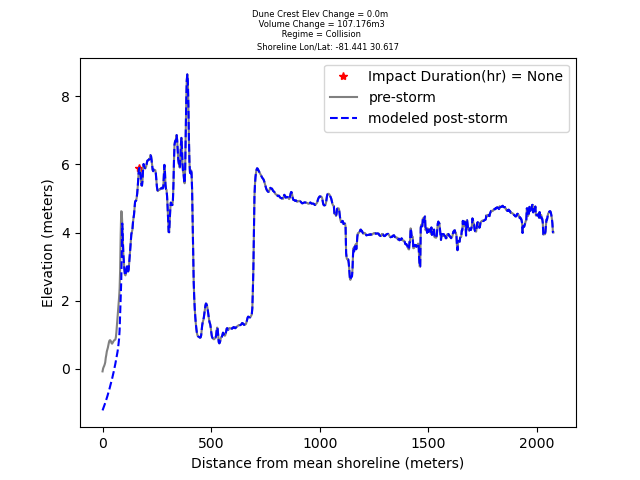 Dune Crest Elev Change = 0.0m
Volume Change = 107.176m3
Regime = Collision
Shoreline Lon/Lat: -81.441 30.617
Impact Duration(hr) = None
pre-storm
modeled post-storm
Elevation (meters)
8
6
4
2
0
0 500 1000 1500 2000
Distance from mean shoreline (meters)